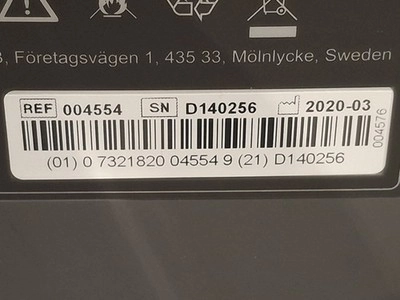 , Företagsvägen 1, 435 33, Mölnlycke, Sweden
REF 004554 SN D140256 2020-03
004576
(01) 0 7321820 04554 9 (21) D140256